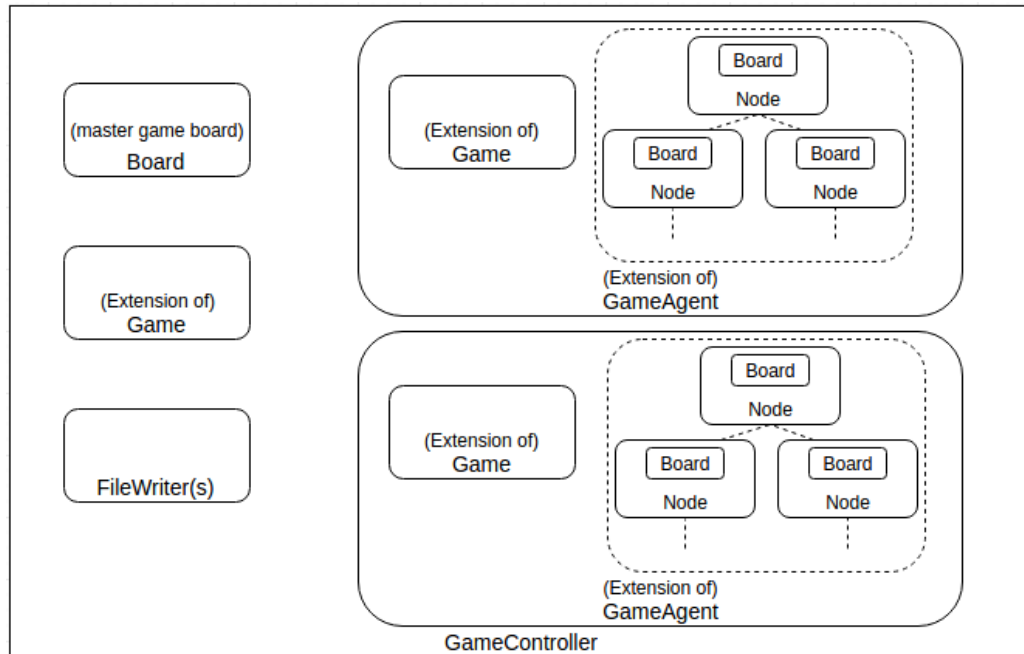 (master game board)
Board
(Extension of)
Game
FileWriter(s)
(Extension of)
Game
Board
Node
Board
Node
Board
Node
(Extension of)
GameAgent
(Extension of)
Game
Board
Node
Board
Node
Board
Node
(Extension of)
GameAgent
GameController